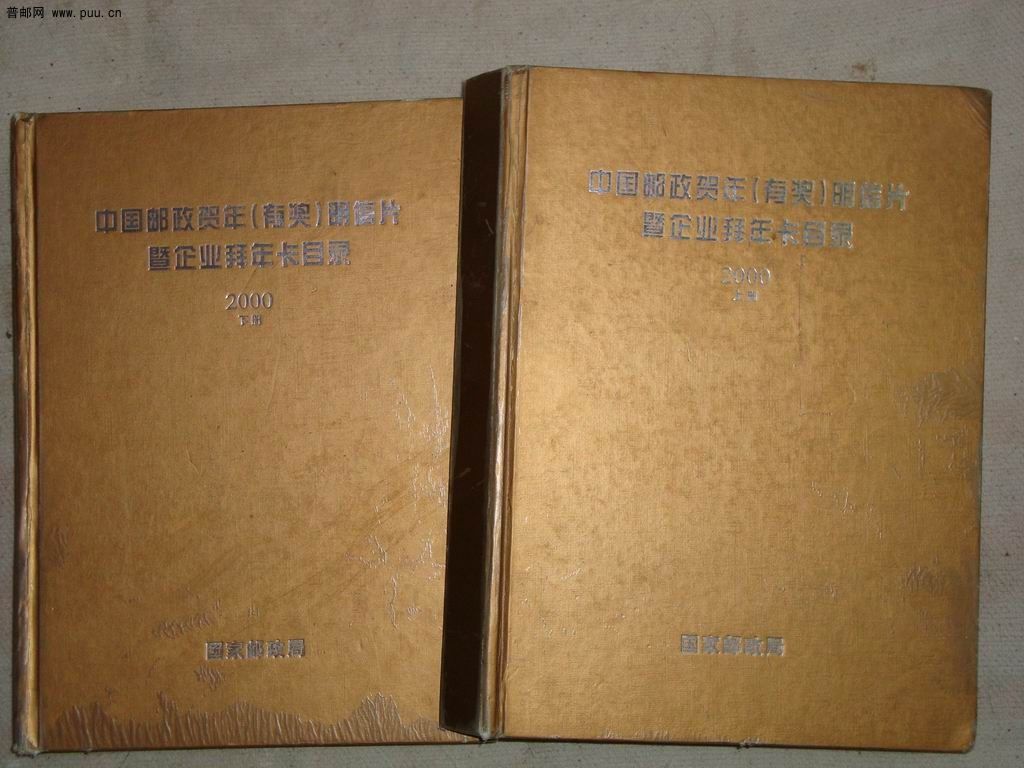 普邮网 www.puu.cn
中国邮政贺年(有奖)明信片
暨企业拜年卡目录
2000
下册
国家邮政局
中国邮政贺年(有奖)明信片
暨企业拜年卡目录
2000
上册
国家邮政局